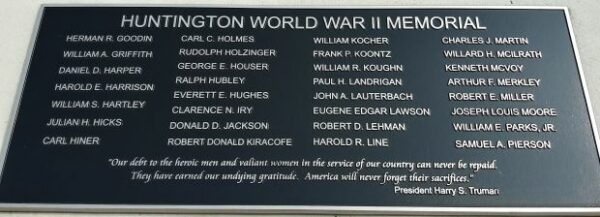 HUNTINGTON WORLD WAR II MEMORIAL
HERMAN R. GOODIN
WILLIAM A. GRIFFITH
DANIEL D. HARPER
HAROLD E. HARRISON
WILLIAM S. HARTLEY
JULIAN H. HICKS
CARL HINER
CARL C. HOLMES
RUDOLPH HOLZINGER
GEORGE E. HOUSER
RALPH HUBLEY
EVERETT E. HUGHES
CLARENCE N. IRY
DONALD D. JACKSON
ROBERT DONALD KIRACOFE
WILLIAM KOCHER
FRANK P. KOONTZ
WILLIAM R. KOUGHN
PAUL H. LANDRIGAN
JOHN A. LAUTERBACH
EUGENE EDGAR LAWSON
ROBERT D. LEHMAN
HAROLD R. LINE
CHARLES J. MARTIN
WILLARD H. MCILRATH
KENNETH MCVOY
ARTHUR F. MERKLEY
ROBERT E. MILLER
JOSEPH LOUIS MOORE
WILLIAM E. PARKS, JR.
SAMUEL A. PIERSON
"Our debt to the heroic men and valiant women in the service of our country can never be repaid.
They have earned our undying gratitude. America will never forget their sacrifices."
President Harry S. Truman